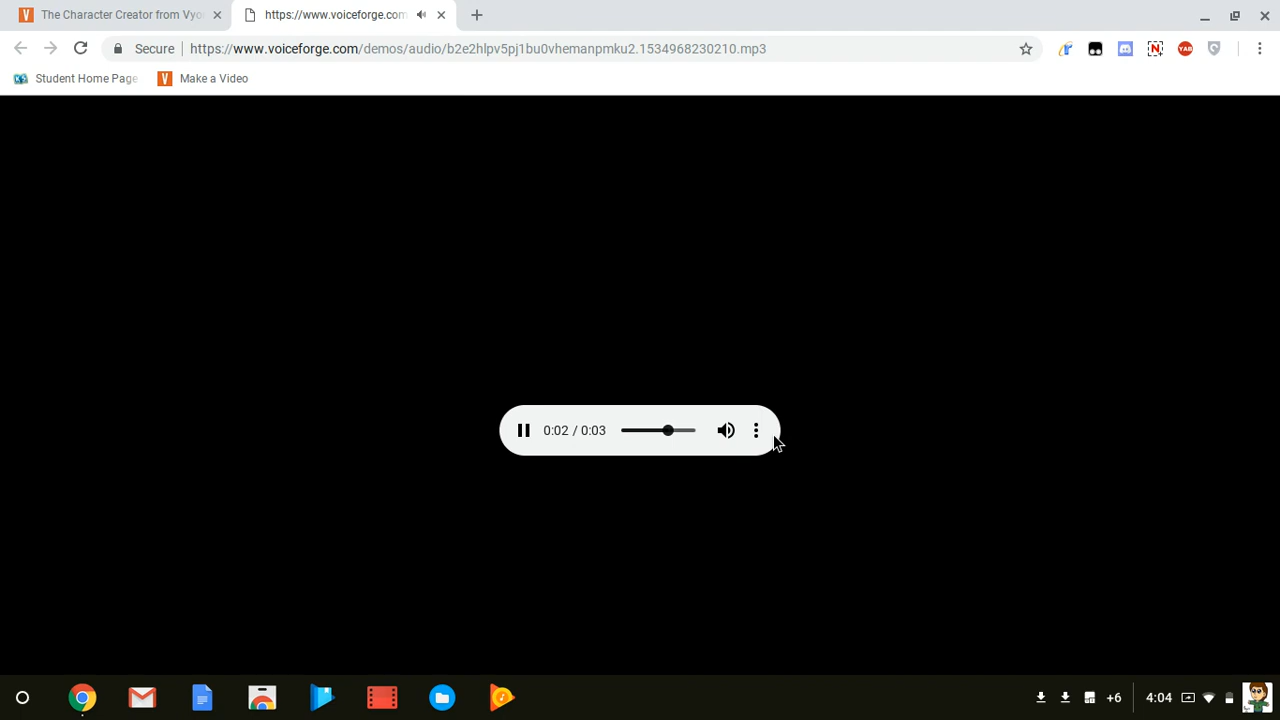 The Character Creator from Vyo
https://www.voiceforge.com
Secure https://www.voiceforge.com/demos/audio/b2e2hlpv5pj1bu0vhemanpmku2.1534968230210.mp3
YAB
Student Home Page
V Make a Video
0:02 / 0:03
+6 4:04